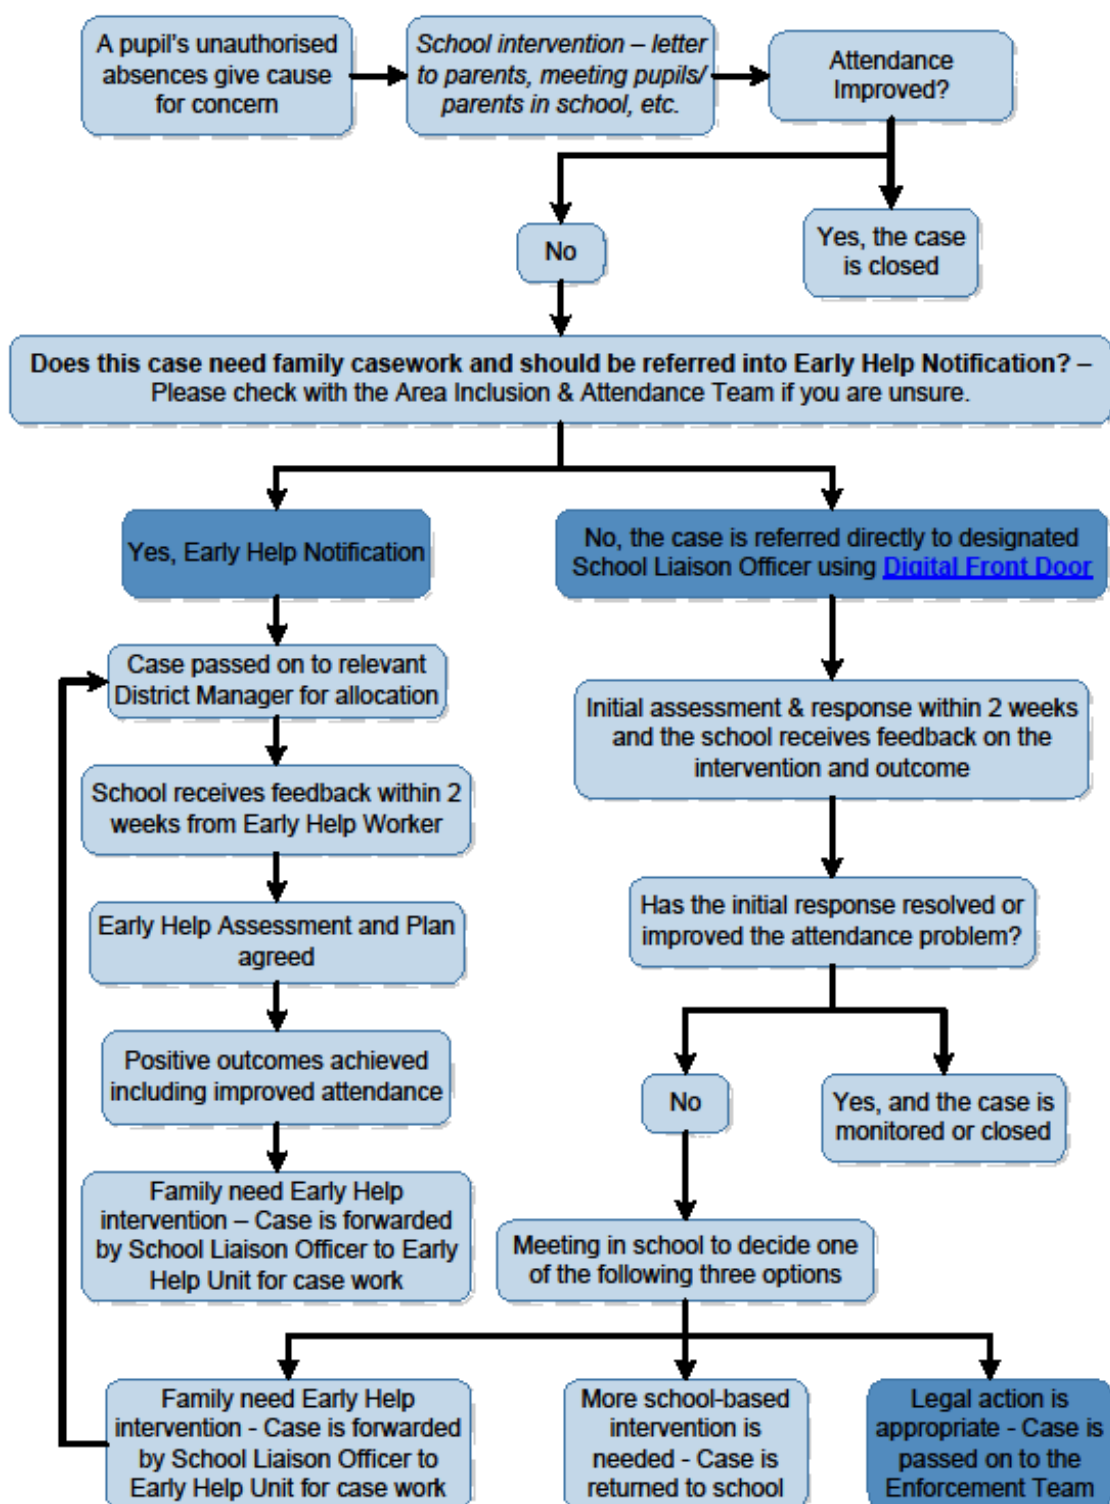 A pupil's unauthorised
absences give cause
for concern
School intervention – letter
to parents, meeting pupils/
parents in school, etc.
Attendance
Improved?
No
Yes, the case
is closed
Does this case need family casework and should be referred into Early Help Notification? –
Please check with the Area Inclusion & Attendance Team if you are unsure.
Yes, Early Help Notification
No, the case is referred directly to designated
School Liaison Officer using Digital Front Door
Case passed on to relevant
District Manager for allocation
Initial assessment & response within 2 weeks
and the school receives feedback on the
intervention and outcome
School receives feedback within 2
weeks from Early Help Worker
Has the initial response resolved or
improved the attendance problem?
Early Help Assessment and Plan
agreed
Positive outcomes achieved
including improved attendance
No
Yes, and the case is
monitored or closed
Family need Early Help
intervention – Case is forwarded
by School Liaison Officer to Early
Help Unit for case work
Meeting in school to decide one
of the following three options
Family need Early Help
intervention - Case is forwarded
by School Liaison Officer to
Early Help Unit for case work
More school-based
intervention is
needed - Case is
returned to school
Legal action is
appropriate - Case is
passed on to the
Enforcement Team